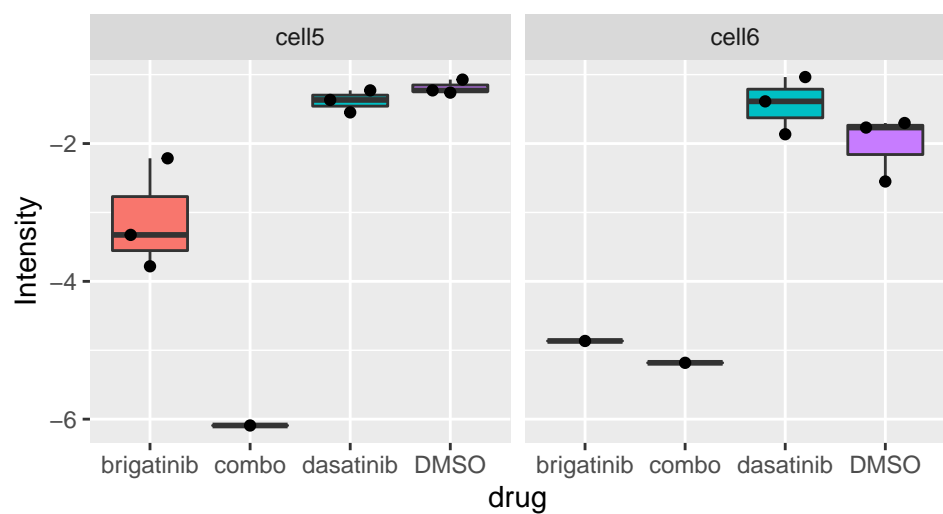 cell5 cell6
Intensity
−2
−4
−6
brigatinib combo dasatinib DMSO brigatinib combo dasatinib DMSO
drug